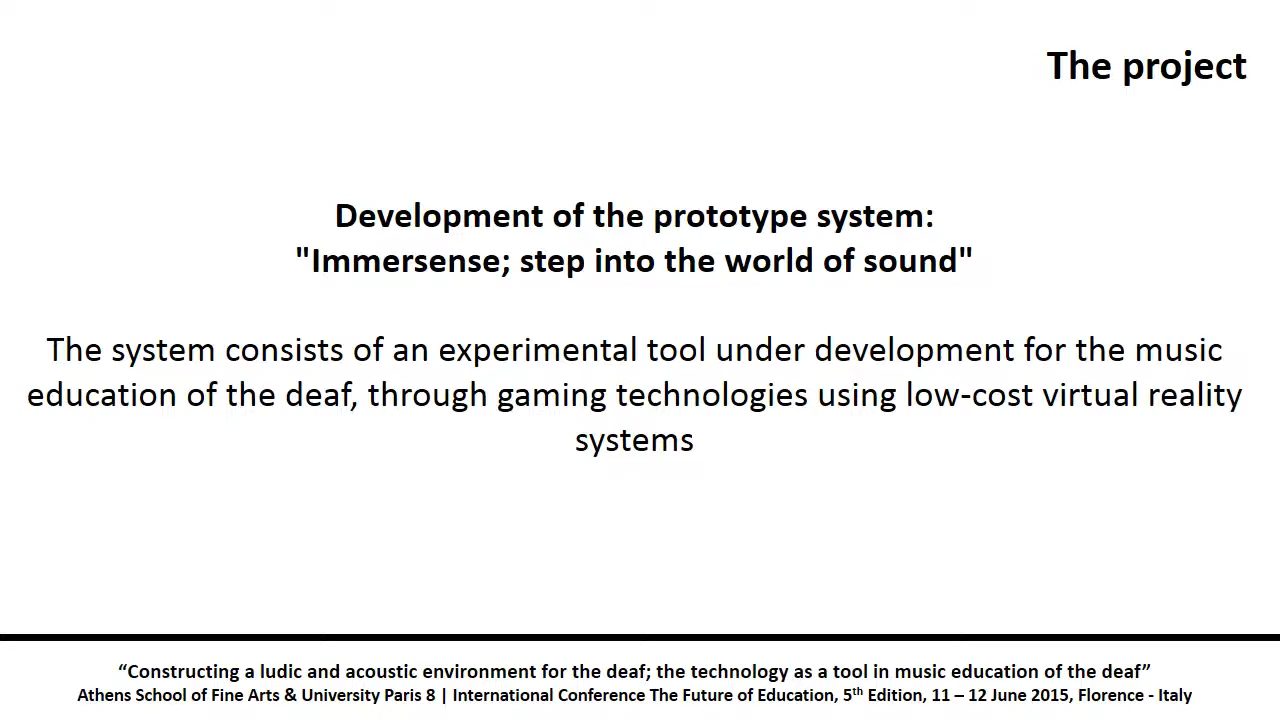 The project
Development of the prototype system:
"Immersense; step into the world of sound"
The system consists of an experimental tool under development for the music
education of the deaf, through gaming technologies using low-cost virtual reality
systems
“Constructing a ludic and acoustic environment for the deaf; the technology as a tool in music education of the deaf”
Athens School of Fine Arts & University Paris 8 | International Conference The Future of Education, 5th Edition, 11 – 12 June 2015, Florence - Italy